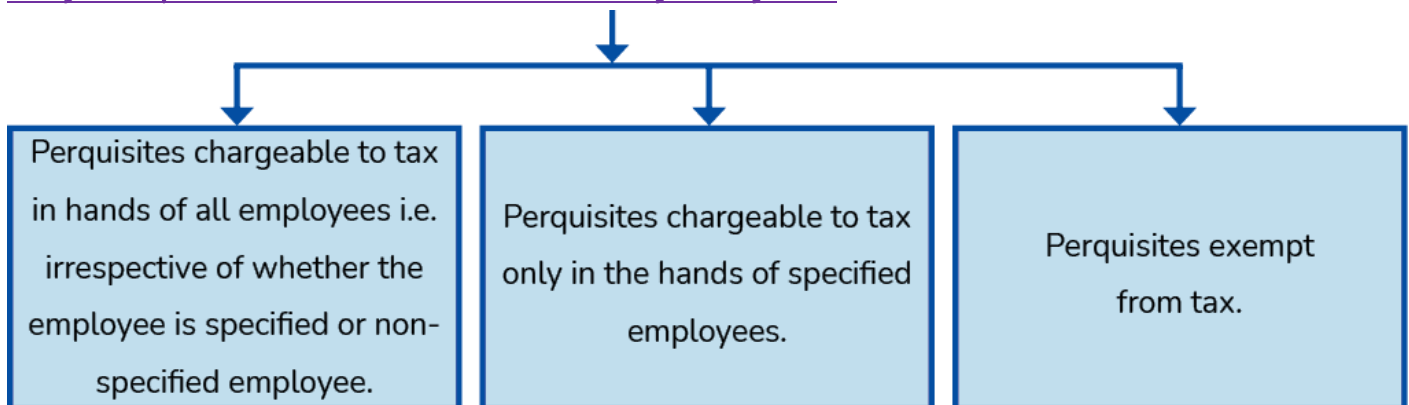 Perquisites chargeable to tax
in hands of all employees i.e.
irrespective of whether the
employee is specified or non-
specified employee.
Perquisites chargeable to tax
only in the hands of specified
employees.
Perquisites exempt
from tax.